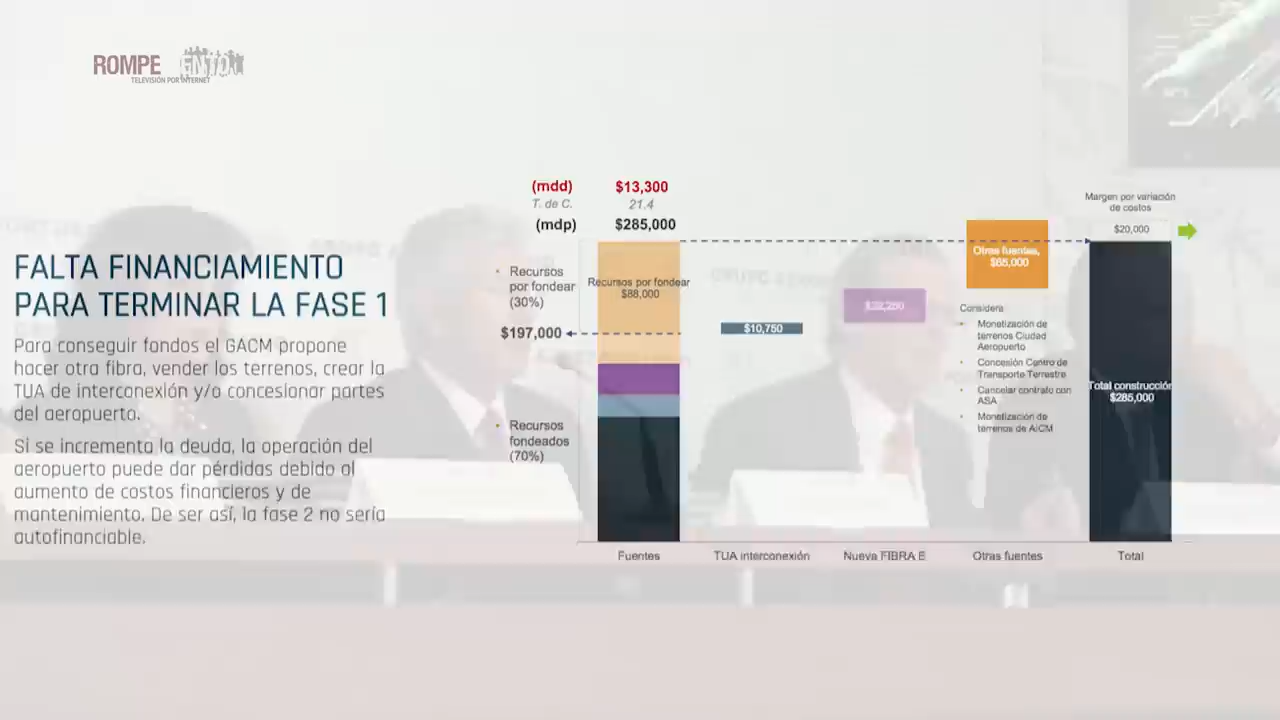 ROMPE
TELEVISIÓN POR INTERNET
FALTA FINANCIAMIENTO
PARA TERMINAR LA FASE 1
Para conseguir fondos el GACM propone
hacer otra fibra, vender los terrenos, crear la
TUA de interconexión y/o concesionar partes
del aeropuerto.
Si se incrementa la deuda, la operación del
aeropuerto puede dar pérdidas debido al
aumento de costos financieros y de
mantenimiento. De ser así, la fase 2 no sería
autofinanciable.
(mdd) $13,300
T. de C. 21.4
(mdp) $285,000
• Recursos
por fondear
(30%)
$197,000
• Recursos
fondeados
(70%)
Recursos por fondear
$88,000
$10,750
Otras fuentes,
$65,000
Considera
• Monetización de
terrenos Ciudad
Aeropuerto
• Concesión Centro de
Transporte Terrestre
• Cancelar contrato con
ASA
• Monetización de
terrenos de AICM
Margen por variación
de costos
$20,000
Total construcción
$285,000
Fuentes
TUA interconexión
Nueva FIBRA E
Otras fuentes
Total